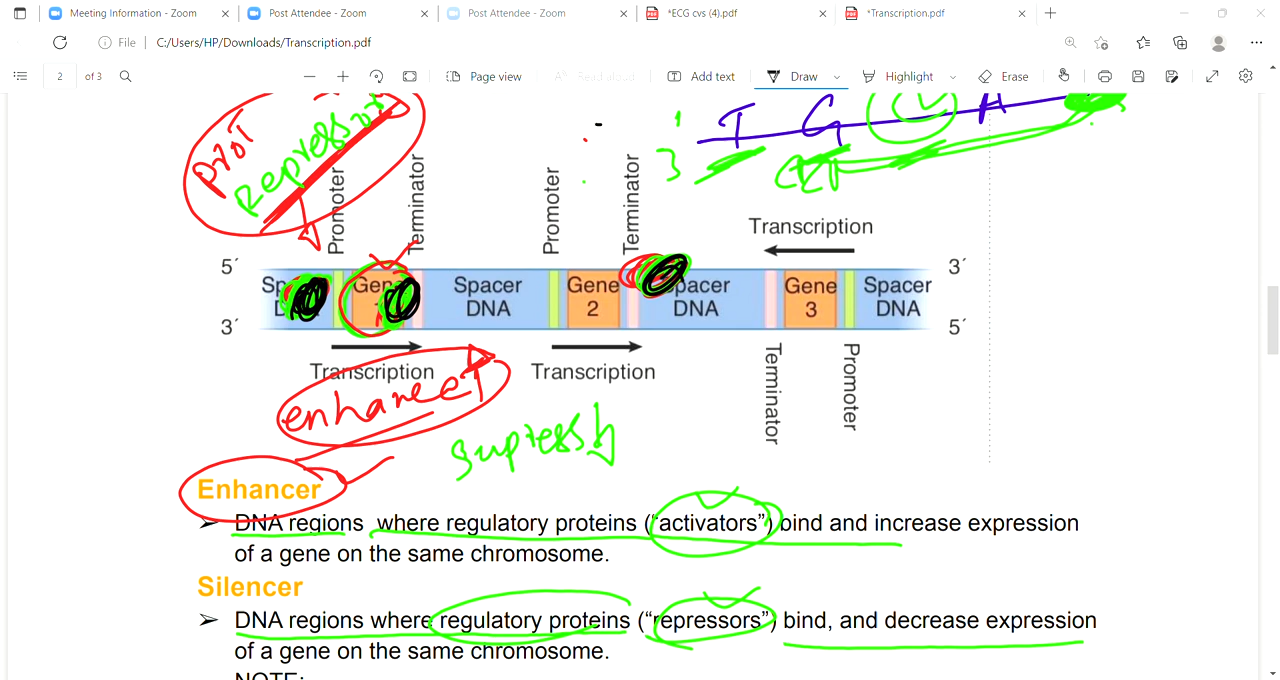 Meeting Information - Zoom
Post Attendee - Zoom
Post Attendee - Zoom
*ECG cvs (4).pdf
*Transcription.pdf
File C:/Users/HP/Downloads/Transcription.pdf
2 of 3
Page view
Read aloud
Add text
Draw
Highlight
Erase
Prot
Repressor
T G A
3
Promoter
Terminator
Promoter
Terminator
Transcription
5´ 3´
Spacer DNA
Gene 2
Spacer DNA
Gene 3
Spacer DNA
3´ 5´
Transcription
Transcription
Terminator
Promoter
Enhancer
➢ DNA regions where regulatory proteins (“activators”) bind and increase expression
of a gene on the same chromosome.
Silencer
➢ DNA regions where regulatory proteins (“repressors”) bind, and decrease expression
of a gene on the same chromosome.
NOTE: